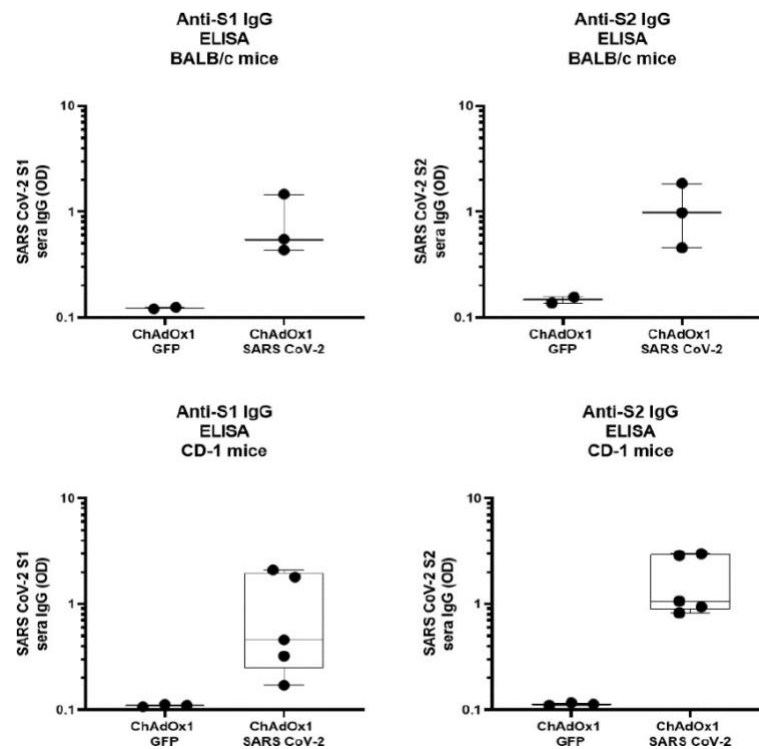 Anti-S1 IgG
ELISA
BALB/c mice
SARS CoV-2 S1
sera IgG (OD)
10
1
0.1
ChAdOx1
GFP
ChAdOx1
SARS CoV-2
Anti-S2 IgG
ELISA
BALB/c mice
SARS CoV-2 S2
sera IgG (OD)
10
1
0.1
ChAdOx1
GFP
ChAdOx1
SARS CoV-2
Anti-S1 IgG
ELISA
CD-1 mice
SARS CoV-2 S1
sera IgG (OD)
10
1
0.1
ChAdOx1
GFP
ChAdOx1
SARS CoV-2
Anti-S2 IgG
ELISA
CD-1 mice
SARS CoV-2 S2
sera IgG (OD)
10
1
0.1
ChAdOx1
GFP
ChAdOx1
SARS CoV-2